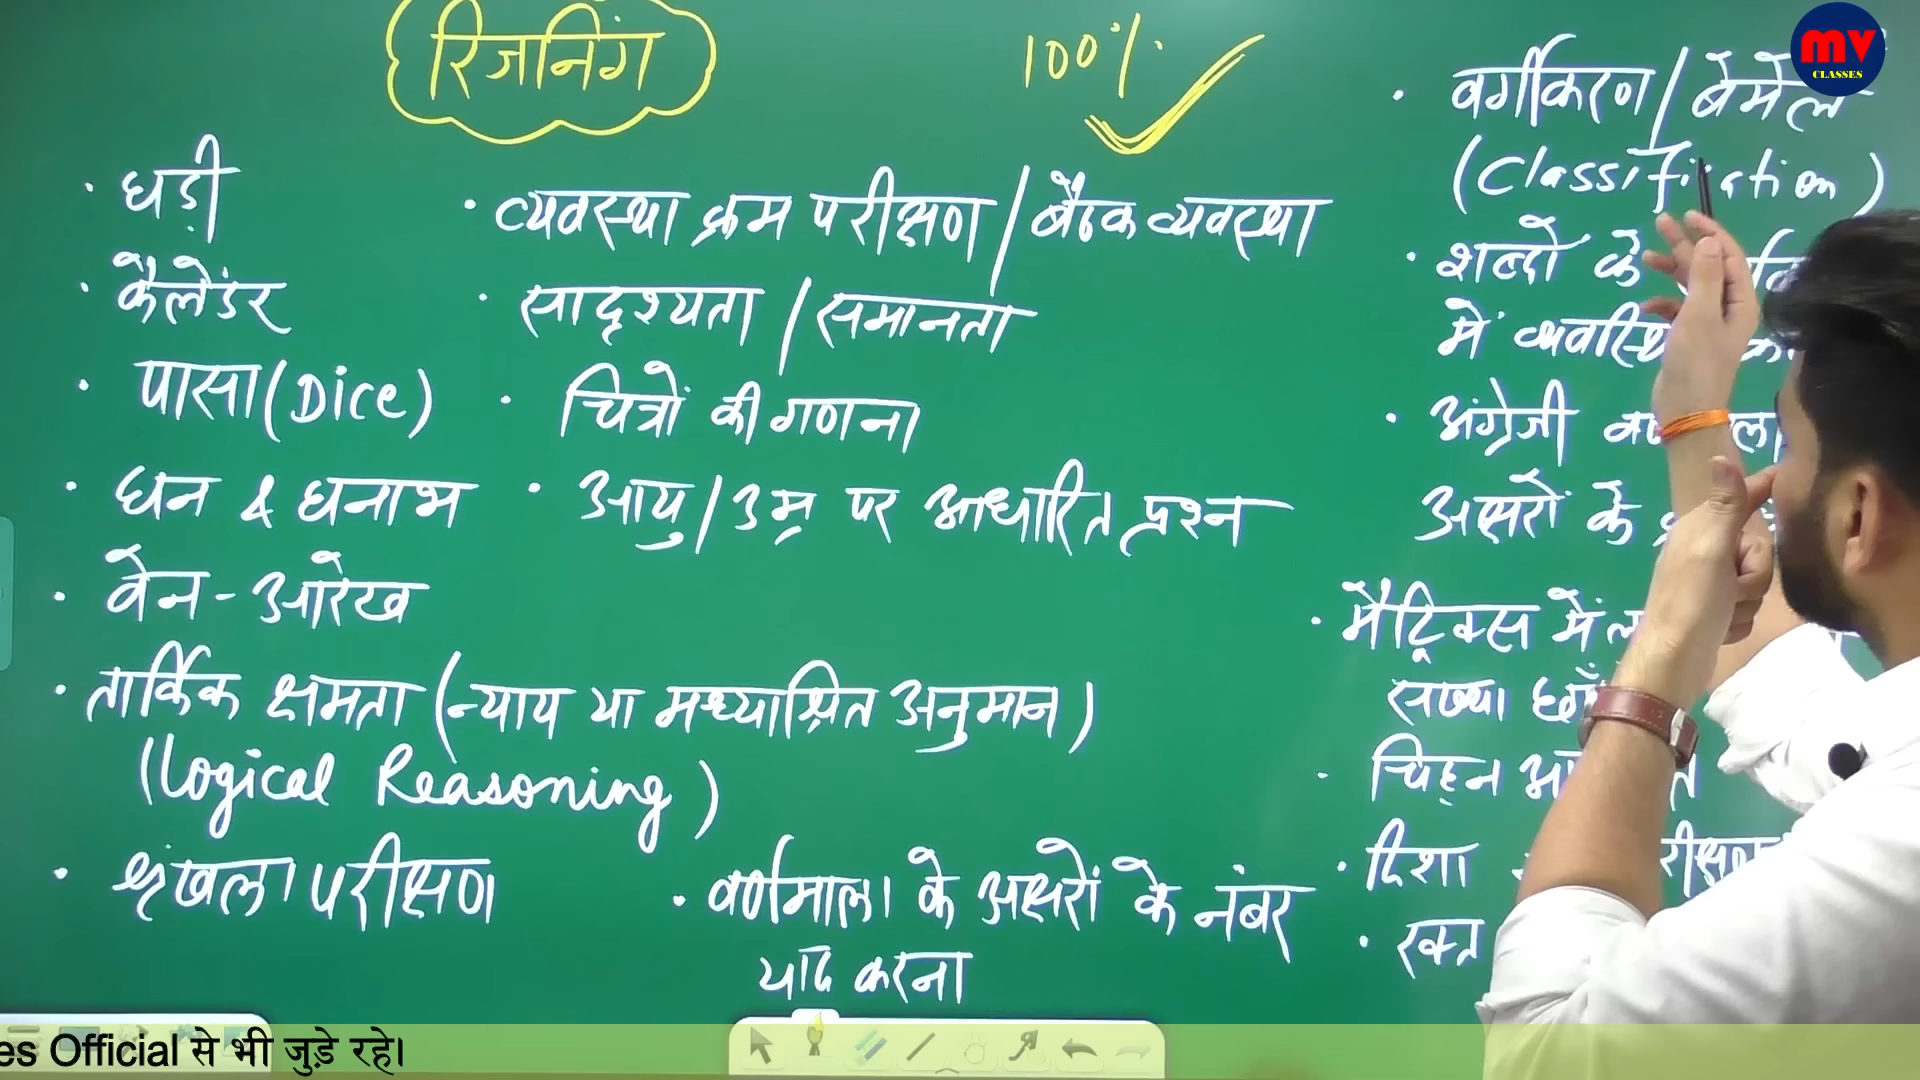 रिजनिंग
100%
• घड़ी
• कैलेंडर
• पासा (Dice)
• घन & घनाभ
• वेन-आरेख
• तार्किक क्षमता (न्याय या मध्याश्रित अनुमान)
(Logical Reasoning)
• श्रृंखला परीक्षण
• व्यवस्था क्रम परीक्षण / बैठक व्यवस्था
• सादृश्यता / समानता
• चित्रों की गणना
• आयु / उम्र पर आधारित प्रश्न
• वर्णमाला के अक्षरों के नंबर
याद करना
• वर्गीकरण / बेमेल
(Classification)
• शब्दों के
में
• अंग्रेजी
अक्षरों के
• मैट्रिक्स में
संख्या
• चिह्न
• दिशा
• रक्त
mv
CLASSES
es Official से भी जुड़े रहे।